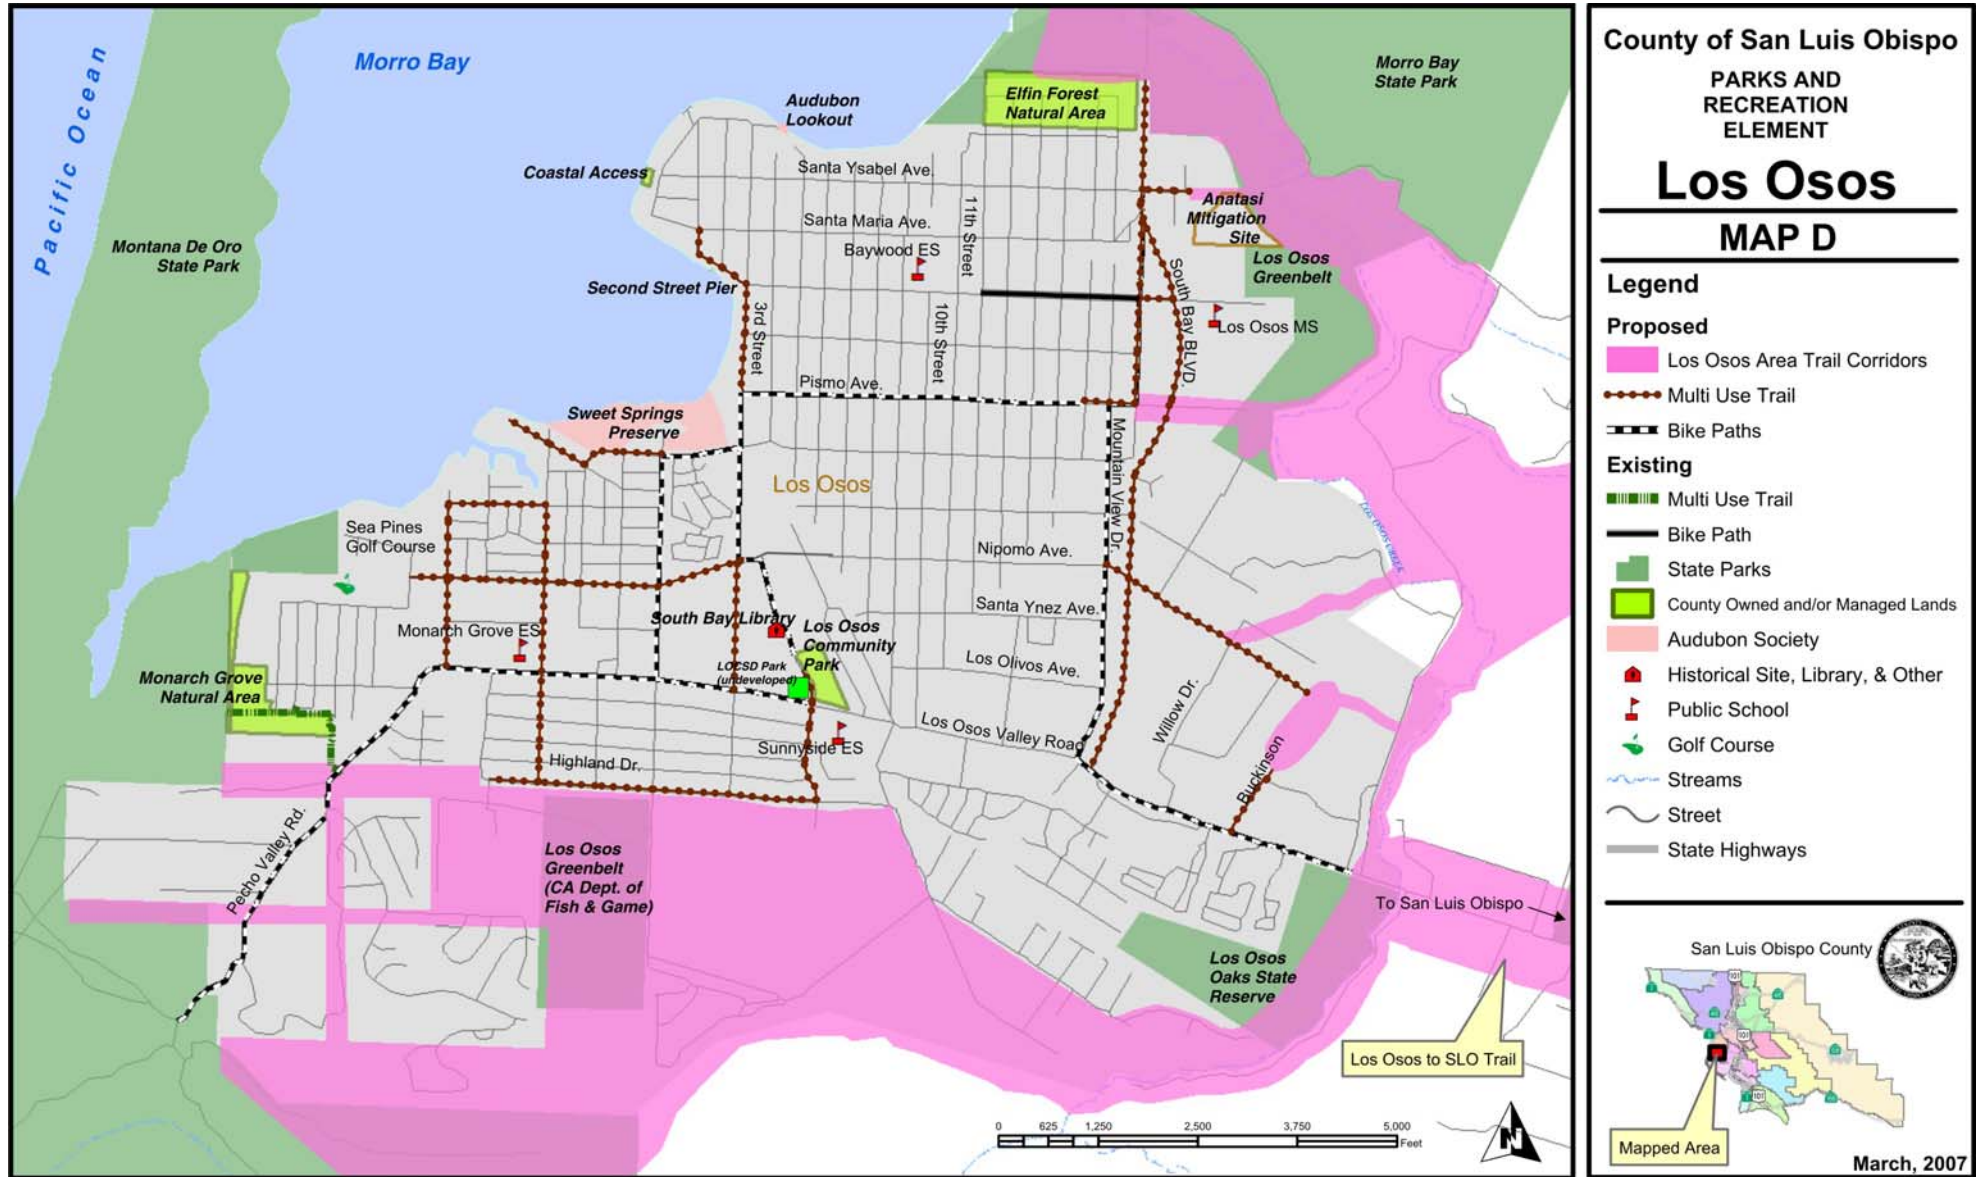 Pacific Ocean
Morro Bay
Montana De Oro
State Park
Audubon
Lookout
Coastal Access
Elfin Forest
Natural Area
Morro Bay
State Park
Santa Ysabel Ave.
Santa Maria Ave.
Baywood ES
11th Street
Anatasi
Mitigation
Site
Los Osos
Greenbelt
Second Street Pier
3rd Street
10th Street
South Bay BLVD.
Los Osos MS
Pismo Ave.
Sweet Springs
Preserve
Los Osos
Mountain View Dr.
LOS OSOS CREEK
Sea Pines
Golf Course
Nipomo Ave.
Santa Ynez Ave.
South Bay Library
Los Osos
Community
Park
Monarch Grove ES
LOCSD Park
(undeveloped)
Los Olivos Ave.
Monarch Grove
Natural Area
Willow Dr.
Los Osos Valley Road
Sunnyside ES
Highland Dr.
Buckinson
Pecho Valley Rd.
Los Osos
Greenbelt
(CA Dept. of
Fish & Game)
To San Luis Obispo
Los Osos
Oaks State
Reserve
Los Osos to SLO Trail
0 625 1,250 2,500 3,750 5,000
Feet
N
County of San Luis Obispo
PARKS AND
RECREATION
ELEMENT
Los Osos
MAP D
Legend
Proposed
Los Osos Area Trail Corridors
Multi Use Trail
Bike Paths
Existing
Multi Use Trail
Bike Path
State Parks
County Owned and/or Managed Lands
Audubon Society
Historical Site, Library, & Other
Public School
Golf Course
Streams
Street
State Highways
San Luis Obispo County
101
101
101
Mapped Area
March, 2007